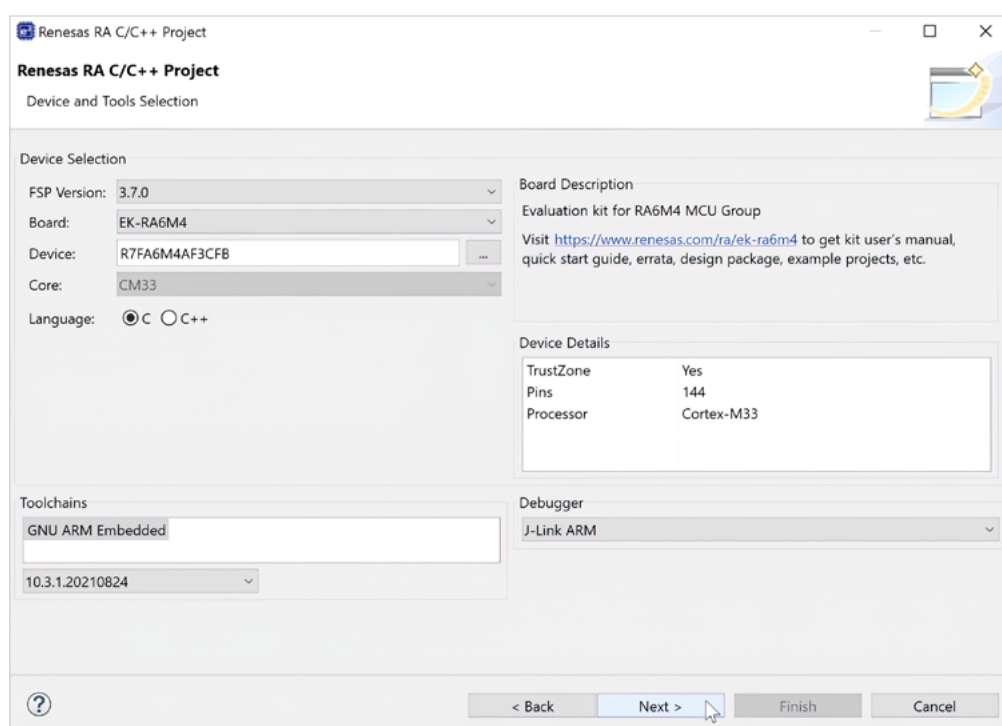 Renesas RA C/C++ Project
Renesas RA C/C++ Project
Device and Tools Selection
Device Selection
FSP Version: 3.7.0
Board: EK-RA6M4
Device: R7FA6M4AF3CFB ...
Core: CM33
Language: C C++
Board Description
Evaluation kit for RA6M4 MCU Group
Visit https://www.renesas.com/ra/ek-ra6m4 to get kit user's manual,
quick start guide, errata, design package, example projects, etc.
Device Details
TrustZone Yes
Pins 144
Processor Cortex-M33
Toolchains
GNU ARM Embedded
10.3.1.20210824
Debugger
J-Link ARM
? < Back Next > Finish Cancel